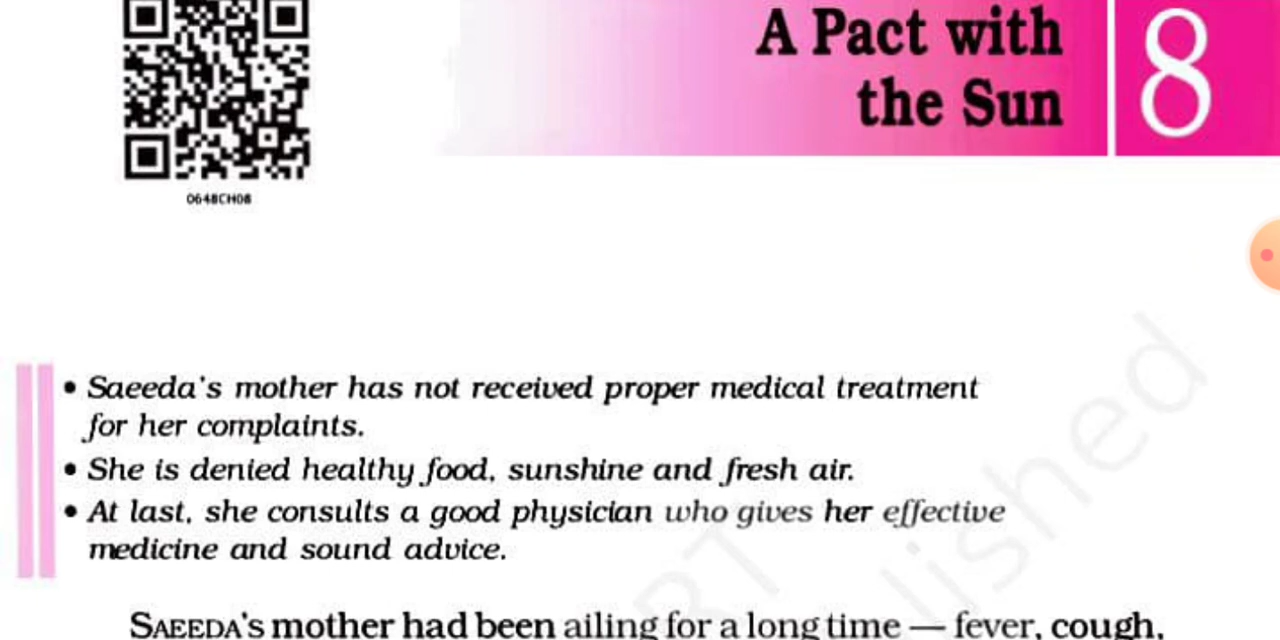 A Pact with
the Sun
8
0648CH08
• Saeeda's mother has not received proper medical treatment
for her complaints.
• She is denied healthy food, sunshine and fresh air.
• At last, she consults a good physician who gives her effective
medicine and sound advice.
SAEEDA's mother had been ailing for a long time — fever, cough,